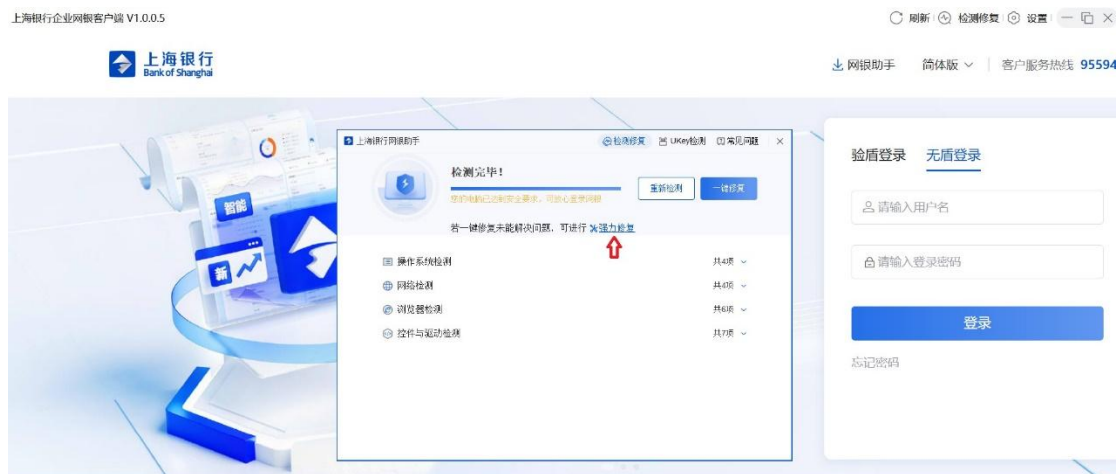 上海银行企业网银客户端 V1.0.0.5
刷新 检测修复 设置
上海银行
Bank of Shanghai
网银助手 简体版 客户服务热线 95594
上海银行网银助手 检测修复 UKey检测 常见问题
检测完毕！
重新检测 一键修复
您的电脑已达到安全要求，可放心登录网银
若一键修复未能解决问题，可进行 强力修复
操作系统检测 共4项
网络检测 共4项
浏览器检测 共6项
控件与驱动检测 共7项
智能
新
验盾登录 无盾登录
请输入用户名
请输入登录密码
登录
忘记密码